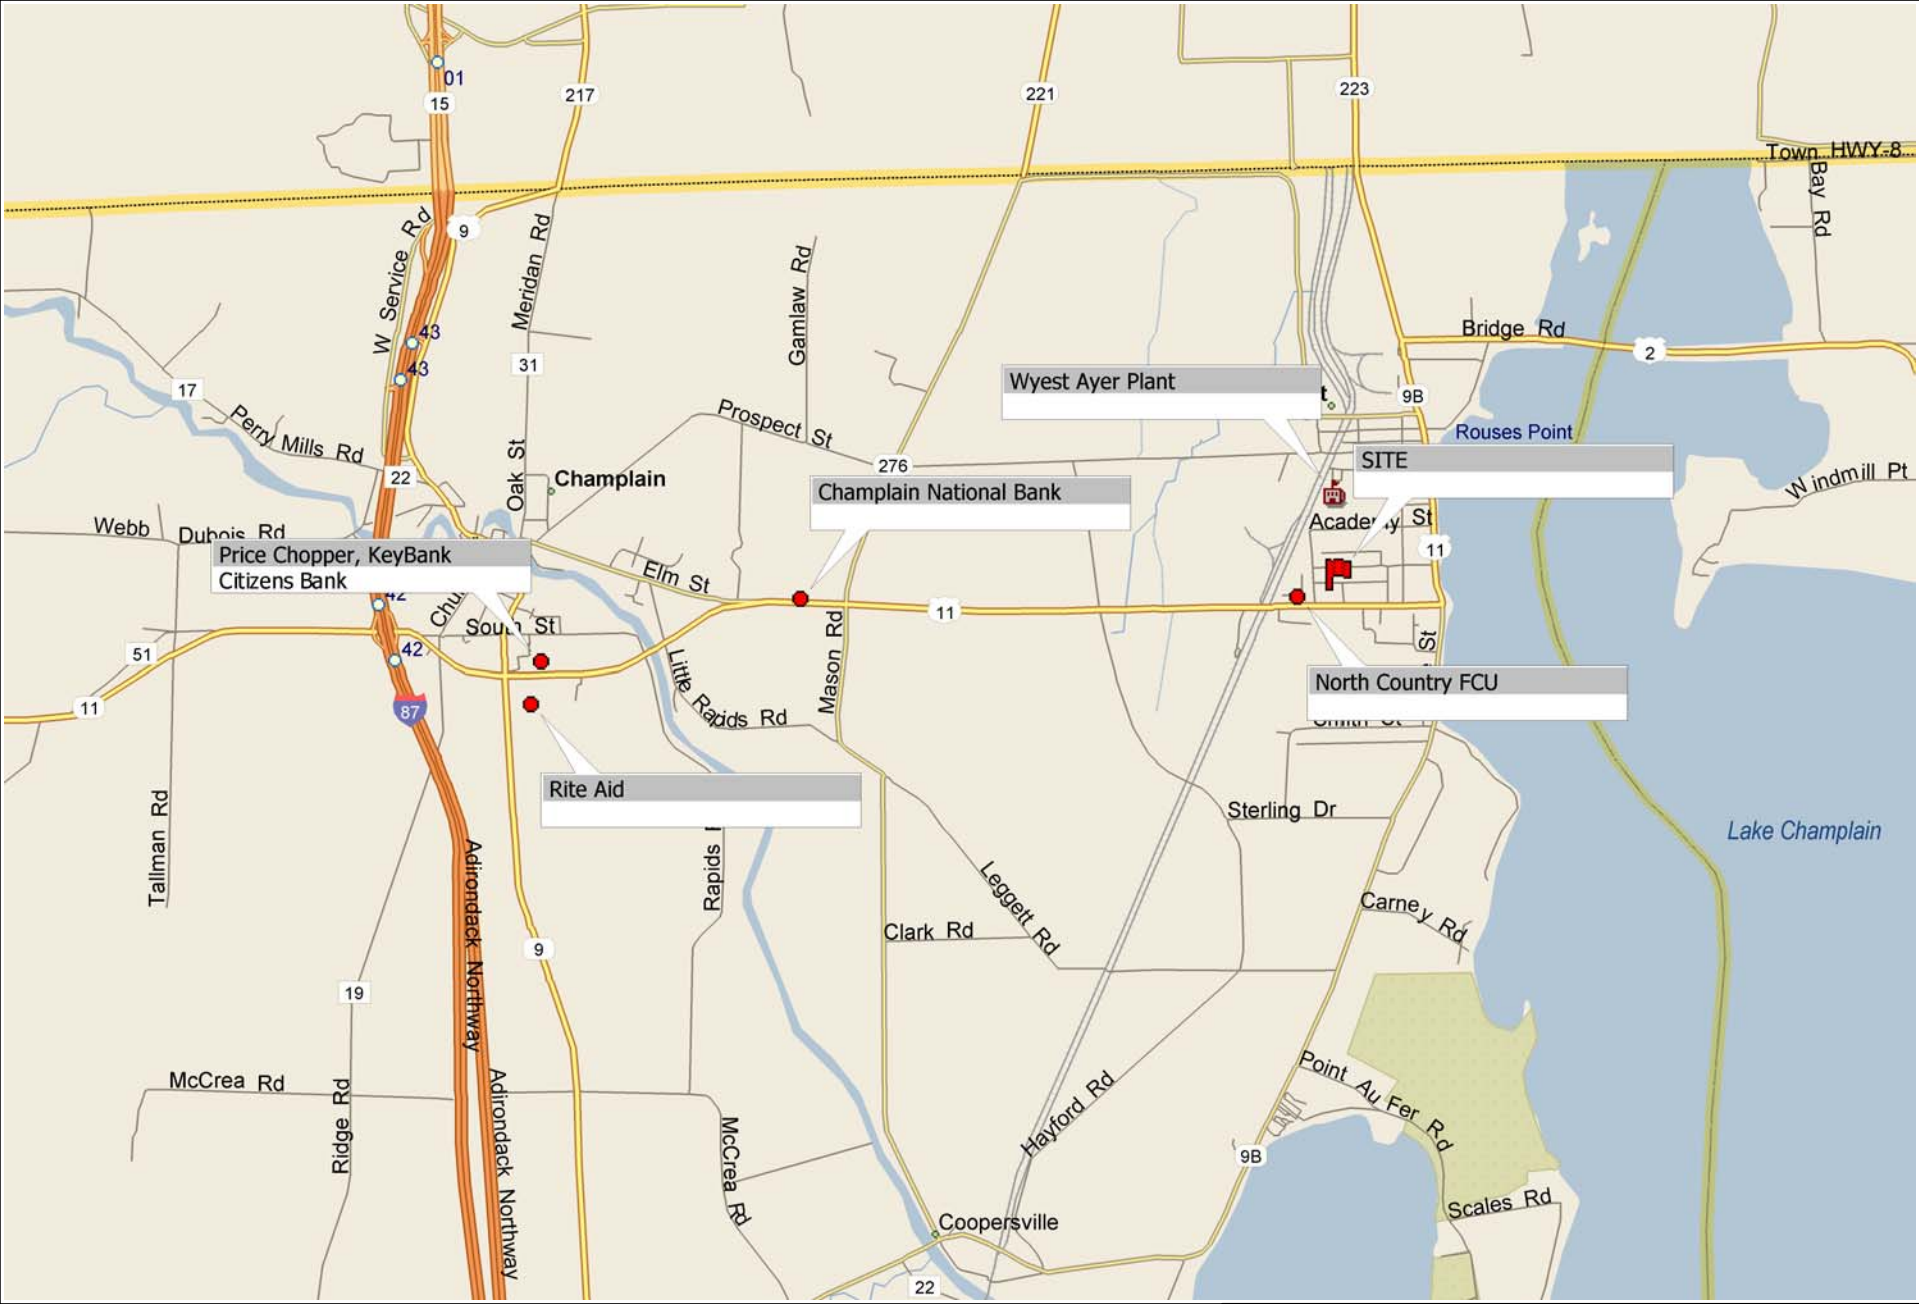 01
15
217
221
223
Town HWY-8
Bay Rd
9
W Service Rd
Meridan Rd
Gamlaw Rd
43
Bridge Rd
2
43
31
17
Wyest Ayer Plant
t
9B
Perry Mills Rd
Prospect St
Rouses Point
276
SITE
22
Oak St
Champlain
Windmill Pt
Champlain National Bank
Academy St
Webb
Dubois Rd
11
Price Chopper, KeyBank
Citizens Bank
Elm St
42
11
South St
St
51
42
Little Rapids Rd
Mason Rd
North Country FCU
11
87
Smith St
Rite Aid
Tallman Rd
Sterling Dr
Lake Champlain
Rapids
Adirondack Northway
Leggett Rd
Carney Rd
Clark Rd
9
19
McCrea Rd
Ridge Rd
Adirondack Northway
McCrea Rd
Hayford Rd
Point Au Fer Rd
9B
Scales Rd
Coopersville
22